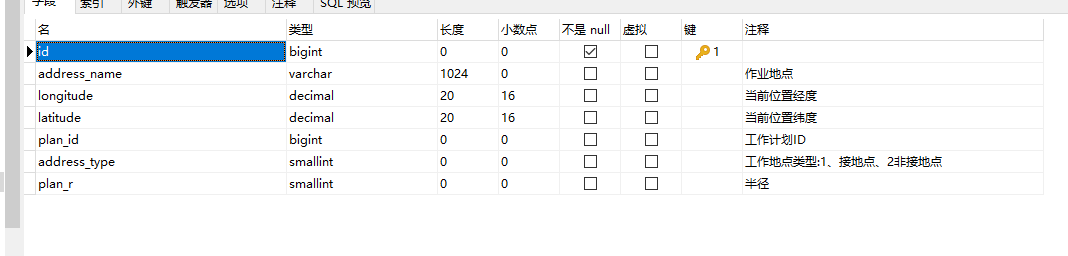 字段 索引 外键 触发器 选项 注释 SQL 预览
名 类型 长度 小数点 不是 null 虚拟 键 注释
id bigint 0 0 1
address_name varchar 1024 0 作业地点
longitude decimal 20 16 当前位置经度
latitude decimal 20 16 当前位置纬度
plan_id bigint 0 0 工作计划ID
address_type smallint 0 0 工作地点类型:1、接地点、2非接地点
plan_r smallint 0 0 半径